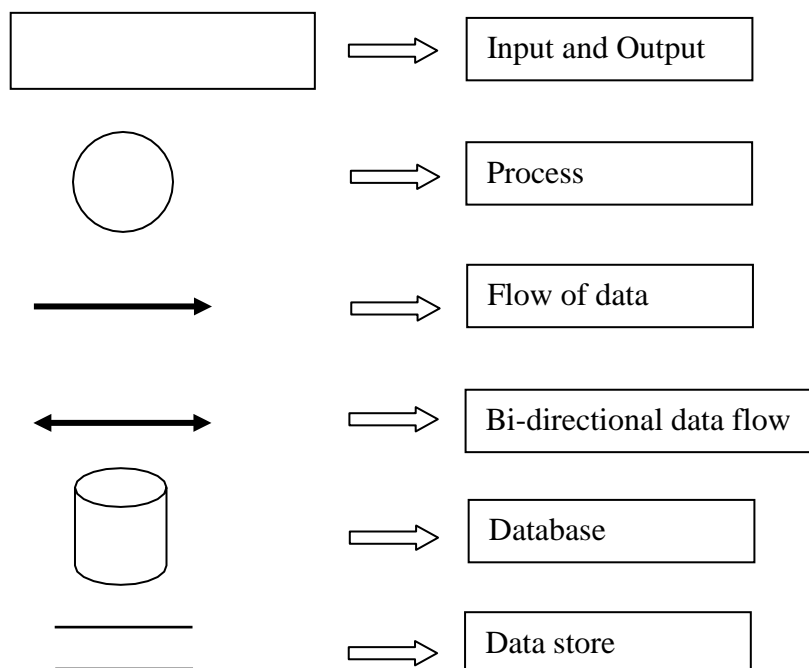 Input and Output
Process
Flow of data
Bi-directional data flow
Database
Data store